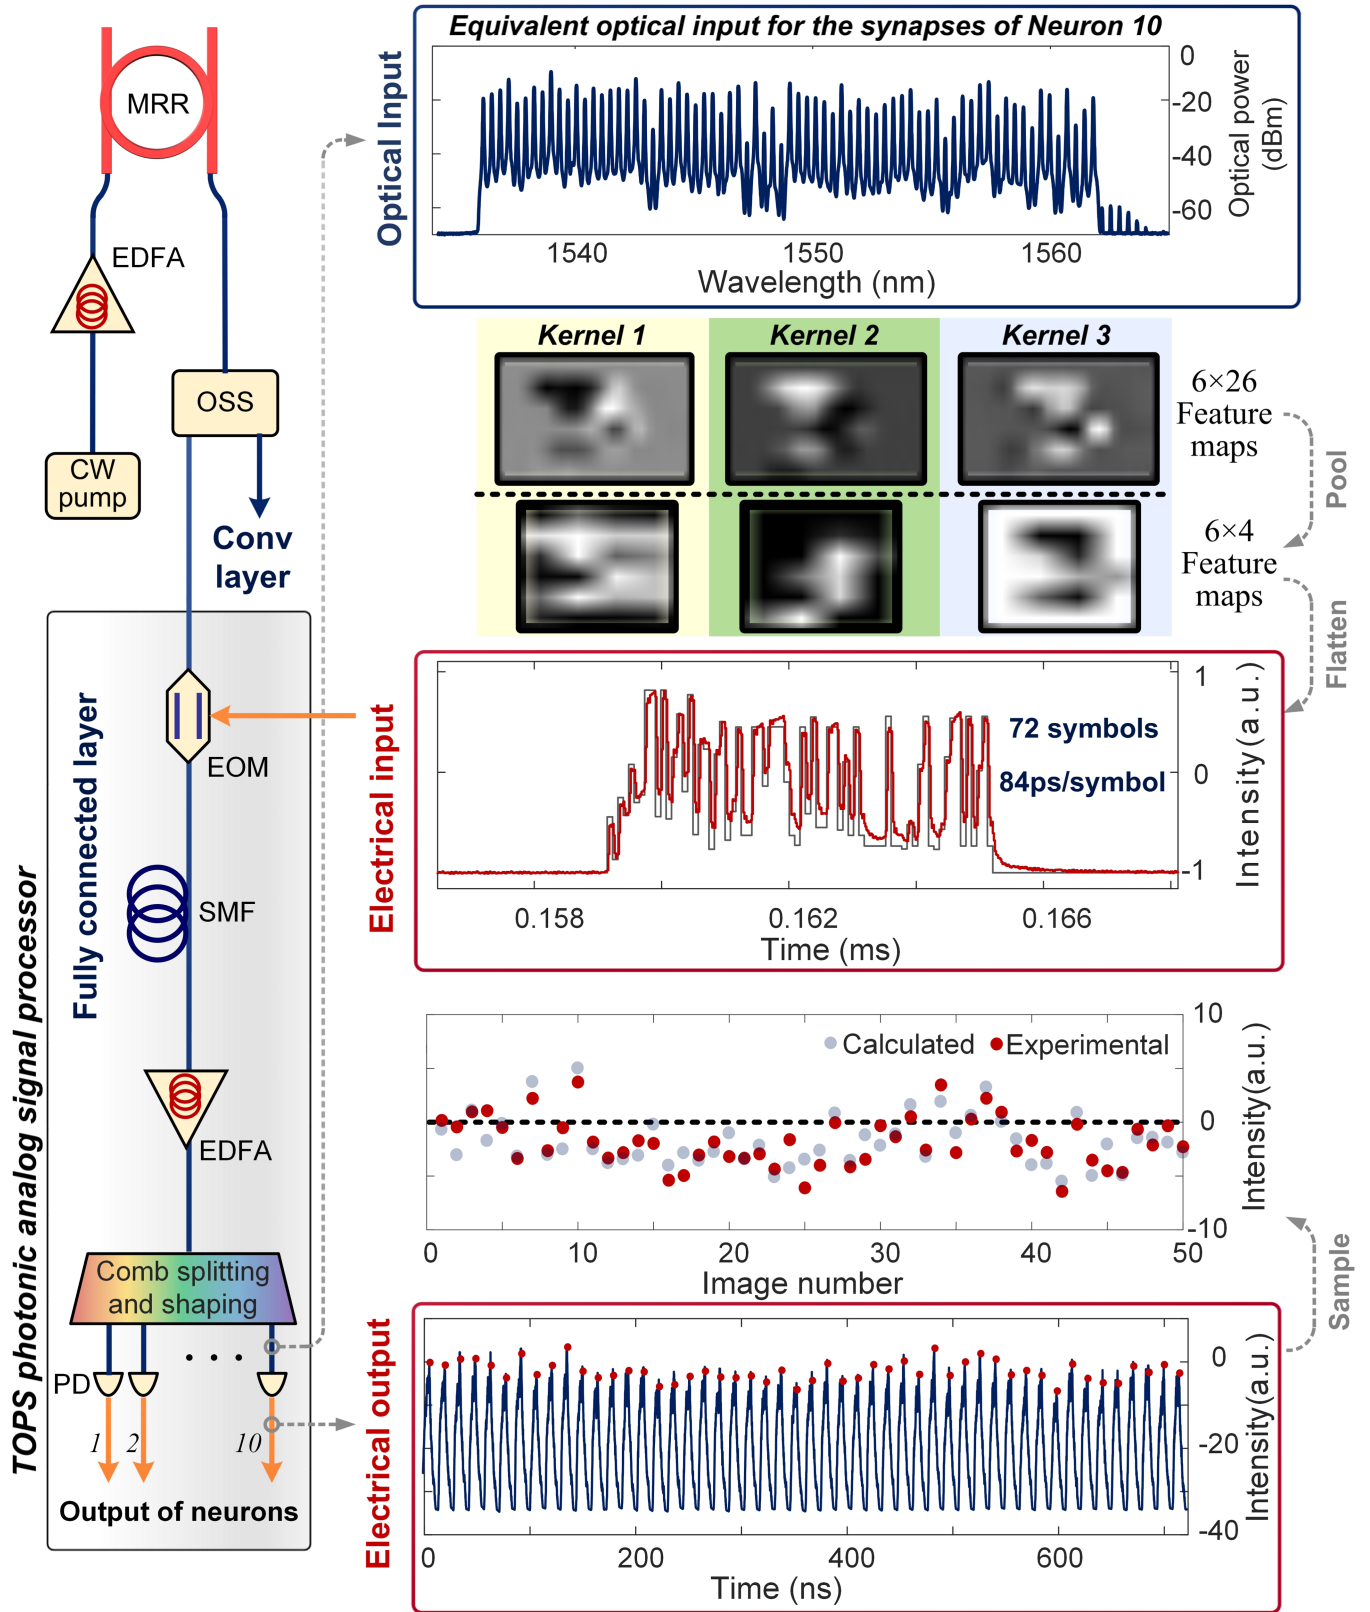 MRR
EDFA
OSS
CW
pump
Conv
layer
TOPS photonic analog signal processor
Fully connected layer
EOM
SMF
EDFA
Comb splitting
and shaping
. . .
PD
1
2
10
Output of neurons
Equivalent optical input for the synapses of Neuron 10
Optical Input
0
-20
-40
-60
Optical power
(dBm)
1540
1550
1560
Wavelength (nm)
Kernel 1
Kernel 2
Kernel 3
6×26
Feature
maps
Pool
6×4
Feature
maps
Flatten
Electrical input
72 symbols
84ps/symbol
1
0
-1
Intensity(a.u.)
0.158
0.162
0.166
Time (ms)
Calculated
Experimental
10
0
-10
Intensity(a.u.)
0
10
20
30
40
50
Image number
Sample
Electrical output
0
-20
-40
Intensity(a.u.)
0
200
400
600
Time (ns)